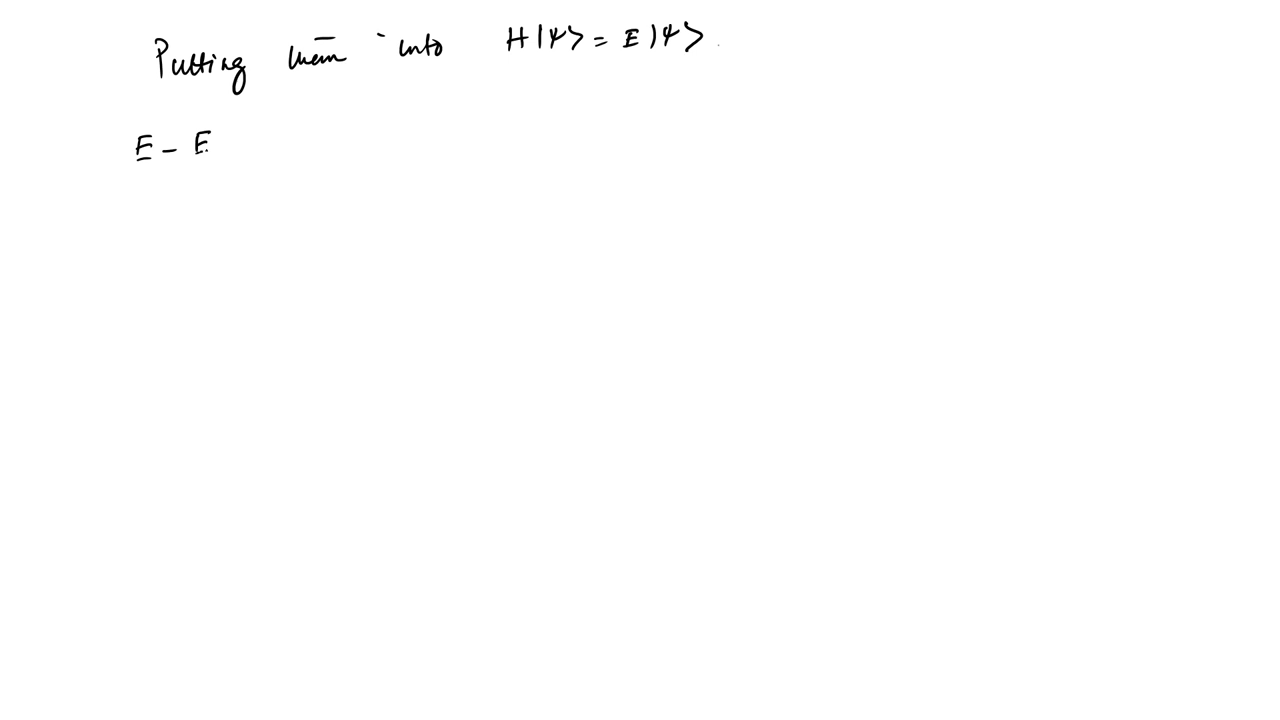 Putting them into H|ψ> = E|ψ>
E - E